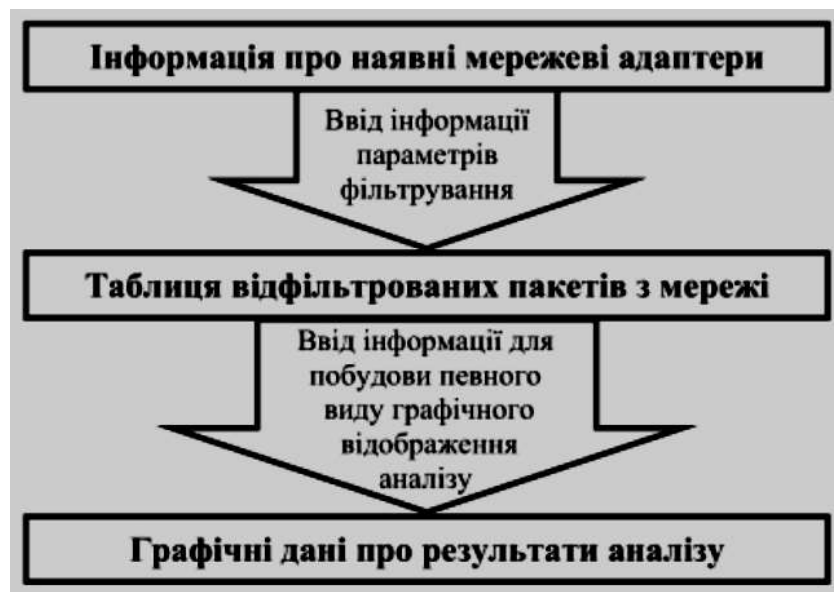 Інформація про наявні мережеві адаптери
Ввід інформації
параметрів
фільтрування
Таблиця відфільтрованих пакетів з мережі
Ввід інформації для
побудови певного
виду графічного
відображення
аналізу
Графічні дані про результати аналізу